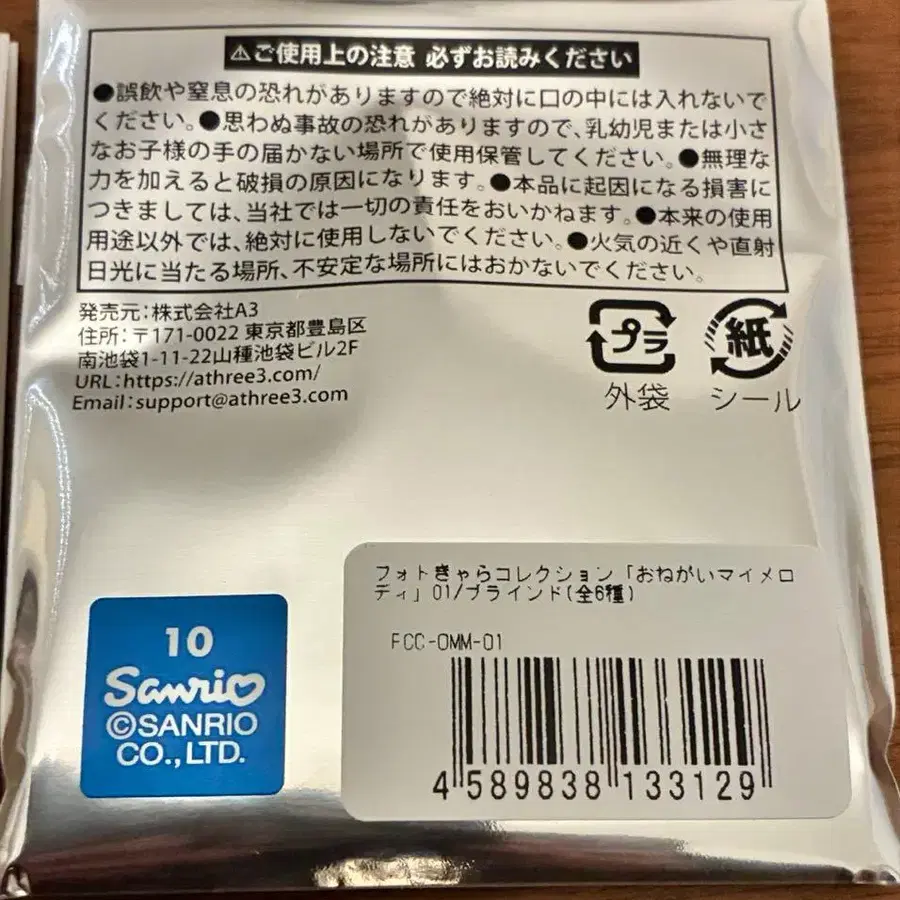 ⚠ご使用上の注意 必ずお読みください
●誤飲や窒息の恐れがありますので絶対に口の中には入れないで
ください。●思わぬ事故の恐れがありますので、乳幼児または小さ
なお子様の手の届かない場所で使用保管してください。●無理な
力を加えると破損の原因になります。●本品に起因になる損害に
つきましては、当社では一切の責任をおいかねます。●本来の使用
用途以外では、絶対に使用しないでください。●火気の近くや直射
日光に当たる場所、不安定な場所にはおかないでください。
発売元:株式会社A3
住所:〒171-0022 東京都豊島区
南池袋1-11-22山種池袋ビル2F
URL:https://athree3.com/
Email:support@athree3.com
プラ
外袋
紙
シール
フォトきゃらコレクション「おねがいマイメロ
ディ」01/ブラインド(全6種)
FCC-OMM-01
4 589838 133129
10
Sanrio
©SANRIO
CO.,LTD.